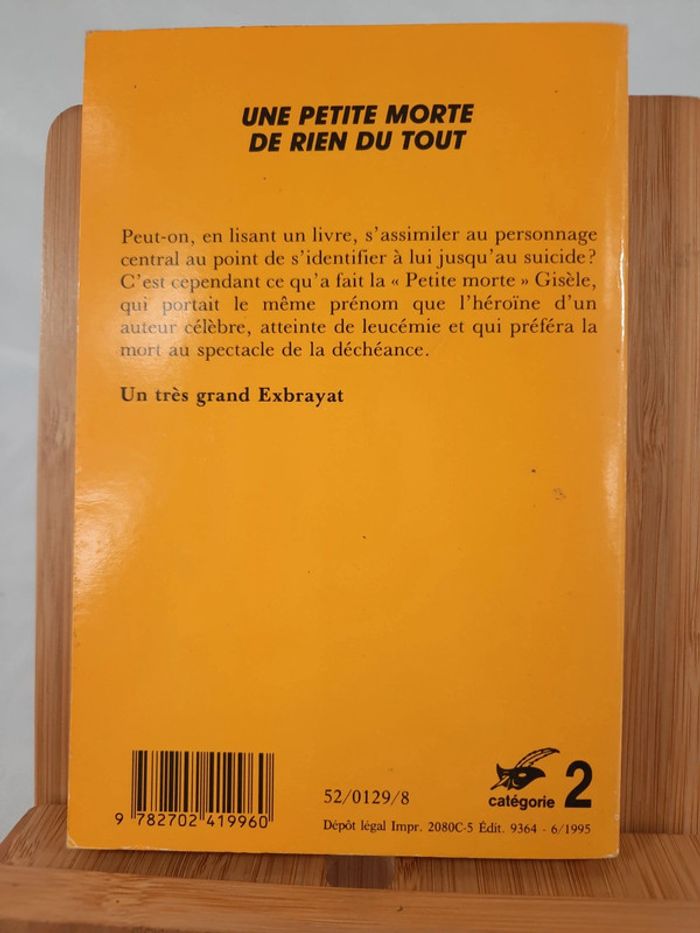 UNE PETITE MORTE
DE RIEN DU TOUT
Peut-on, en lisant un livre, s'assimiler au personnage
central au point de s'identifier à lui jusqu'au suicide?
C'est cependant ce qu'a fait la « Petite morte » Gisèle,
qui portait le même prénom que l'héroïne d'un
auteur célèbre, atteinte de leucémie et qui préféra la
mort au spectacle de la déchéance.
Un très grand Exbrayat
9 782702 419960
52/0129/8
catégorie 2
Dépôt légal Impr. 2080C-5 Édit. 9364 - 6/1995